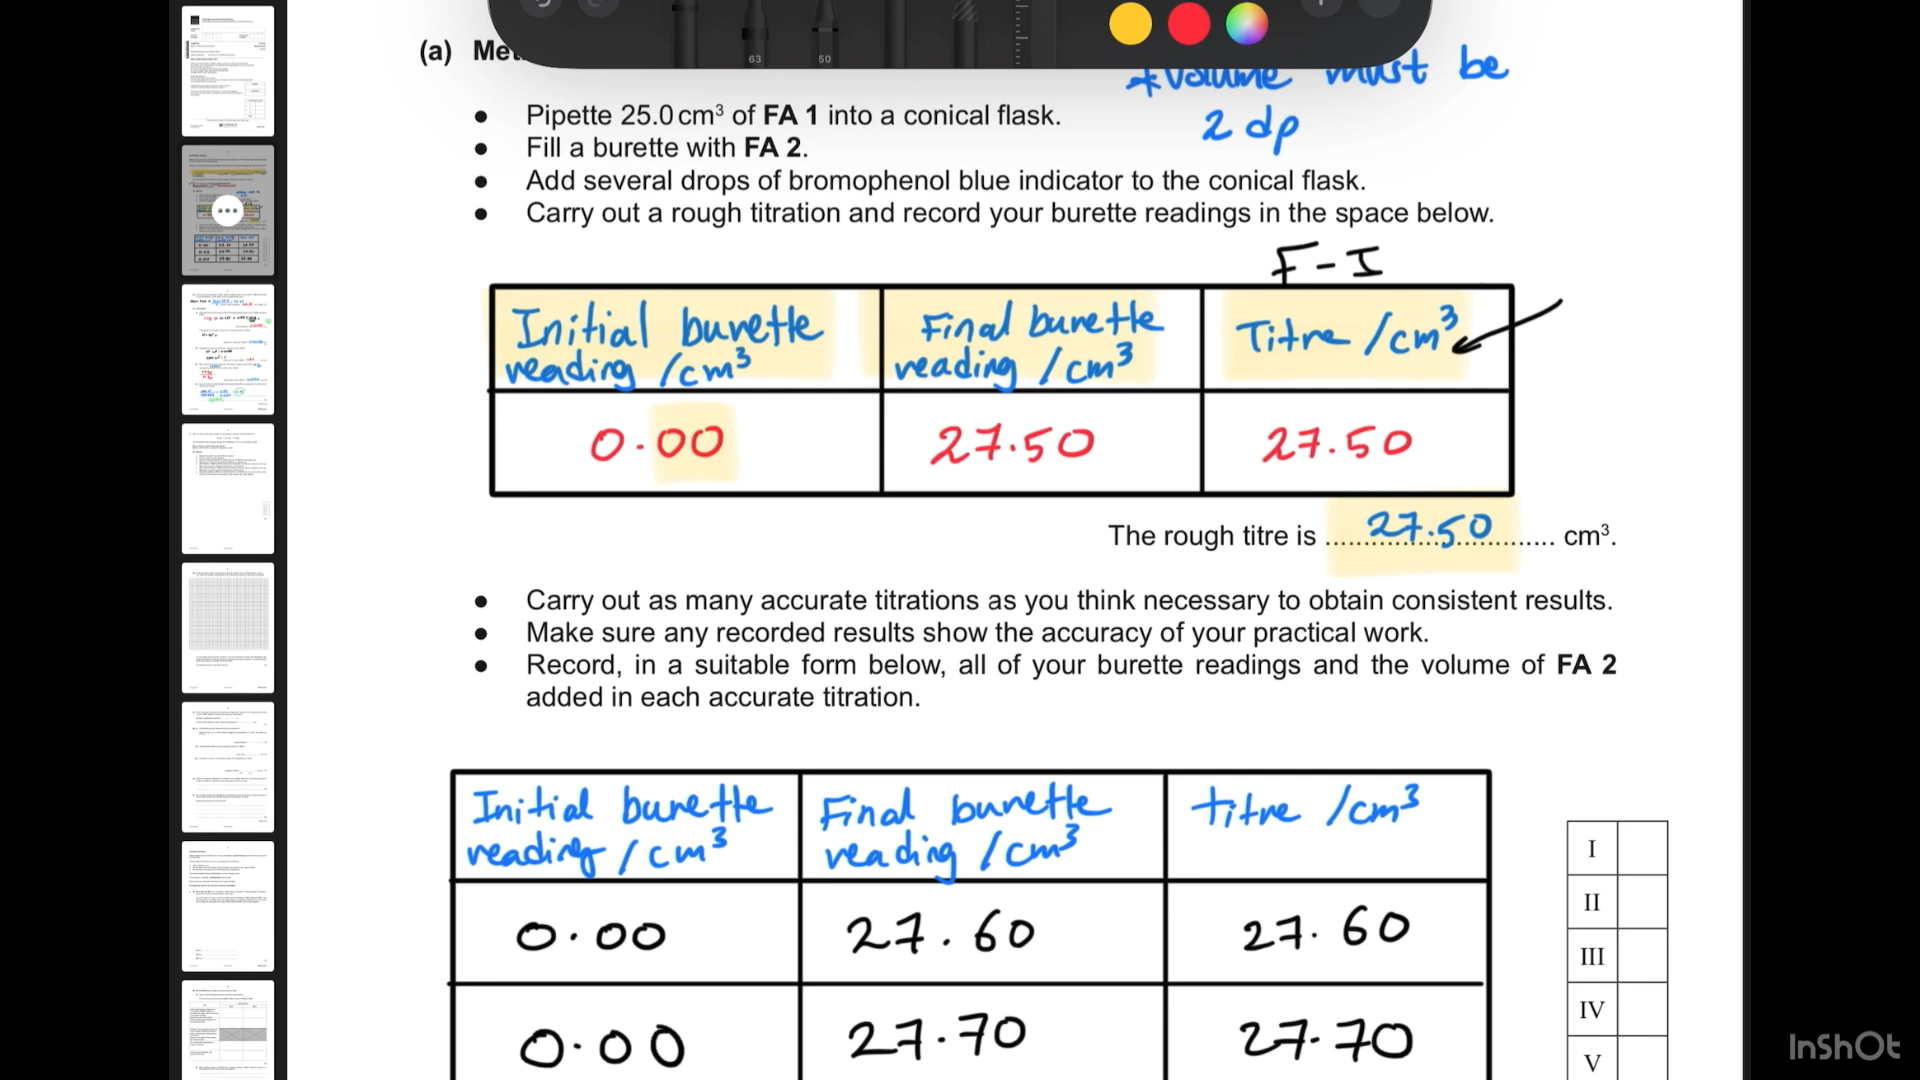 63
50
(a) Met
*Volume must be
2 dp
● Pipette 25.0 cm³ of FA 1 into a conical flask.
● Fill a burette with FA 2.
● Add several drops of bromophenol blue indicator to the conical flask.
● Carry out a rough titration and record your burette readings in the space below.
F - I
Initial burette reading /cm³
Final burette reading /cm³
Titre /cm³
0.00
27.50
27.50
The rough titre is 27.50 cm³.
● Carry out as many accurate titrations as you think necessary to obtain consistent results.
● Make sure any recorded results show the accuracy of your practical work.
● Record, in a suitable form below, all of your burette readings and the volume of FA 2
added in each accurate titration.
Initial burette reading /cm³
Final burette reading /cm³
Titre /cm³
0.00
27.60
27.60
0.00
27.70
27.70
I
II
III
IV
V
InShOt